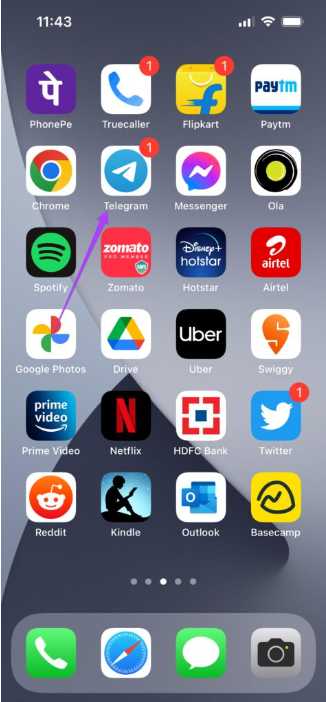 11:43
पे
1
1
Paytm
PhonePe
Truecaller
Flipkart
Paytm
1
Chrome
Telegram
Messenger
Ola
zomato
PRO MEMBER
Disney+
hotstar
airtel
Spotify
Zomato
Hotstar
Airtel
Uber
Google Photos
Drive
Uber
Swiggy
prime
video
N
1
Prime Video
Netflix
HDFC Bank
Twitter
Reddit
Kindle
Outlook
Basecamp